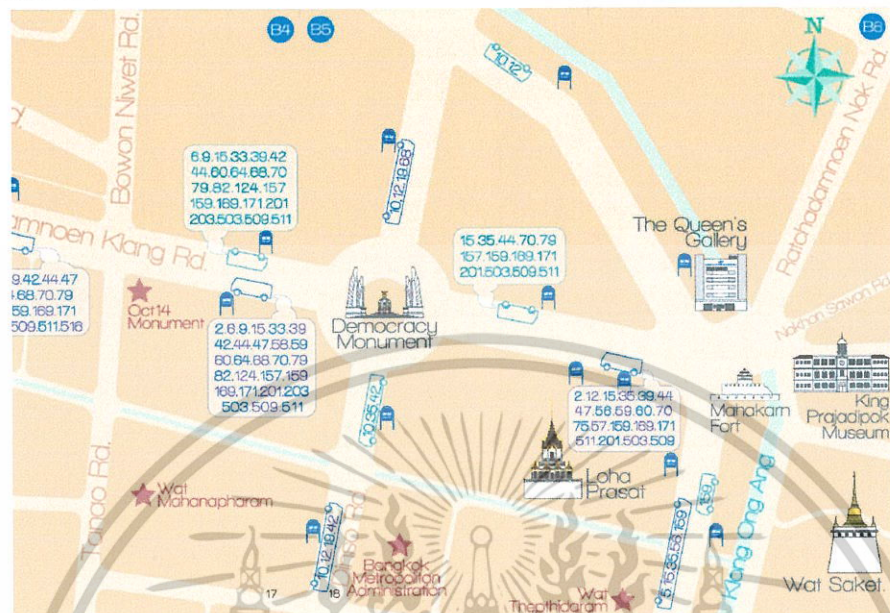 B4
B5
B6
N
Bowon Niwet Rd.
Ratchadamnoen Nok Rd.
10.12
10.12.19.68
6.9.15.33.39.42
44.60.64.68.70
79.82.124.157
159.169.171.201
203.503.509.511
d.
amnoen Klang Rd.
15.35.44.70.79
157.159.169.171
201.503.509.511
The Queen's
Gallery
Nakhon Sawan Rd
9.42.44.47
.68.70.79
59.169.171
509.511.516
Oct14
Monument
Democracy
Monument
2.6.9.15.33.39
42.44.47.58.59
60.64.68.70.79
82.124.157.159
169.171.201.203
503.509.511
2.12.15.35.39.44
47.56.59.60.70
75.57.159.169.171
511.201.503.509
Mahakarn
Fort
King
Prajadipok
Museum
10.35.42
Loha
Prasat
Tanao Rd.
Wat
Mahanapharam
10.12.19.42
Dinso Rd
Bangkok
Metropolitan
Administration
5.15.35.56.159
159
Klong Ong Ang
Wat Saket
Wat
Thepthidaram
17
18